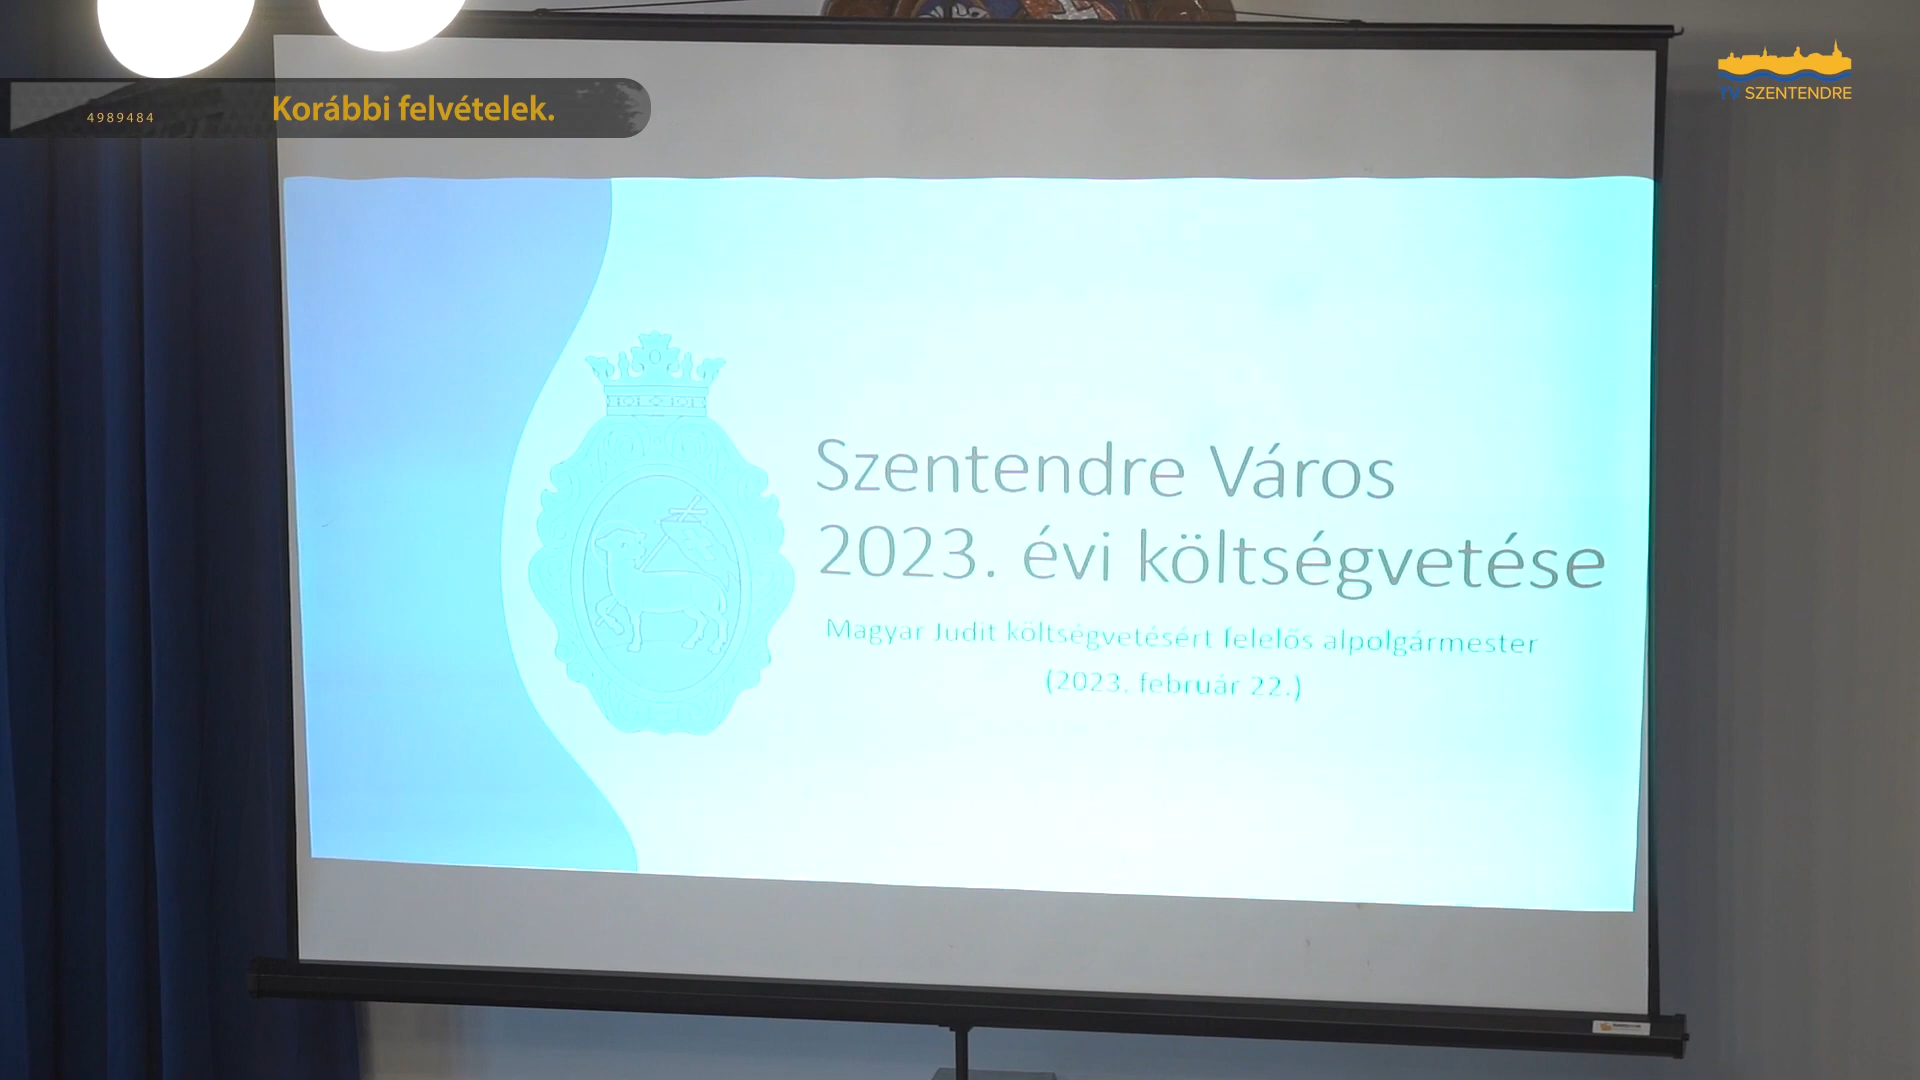 Korábbi felvételek.
4989484
TV SZENTENDRE
Szentendre Város
2023. évi költségvetése
Magyar Judit költségvetésért felelős alpolgármester
(2023. február 22.)